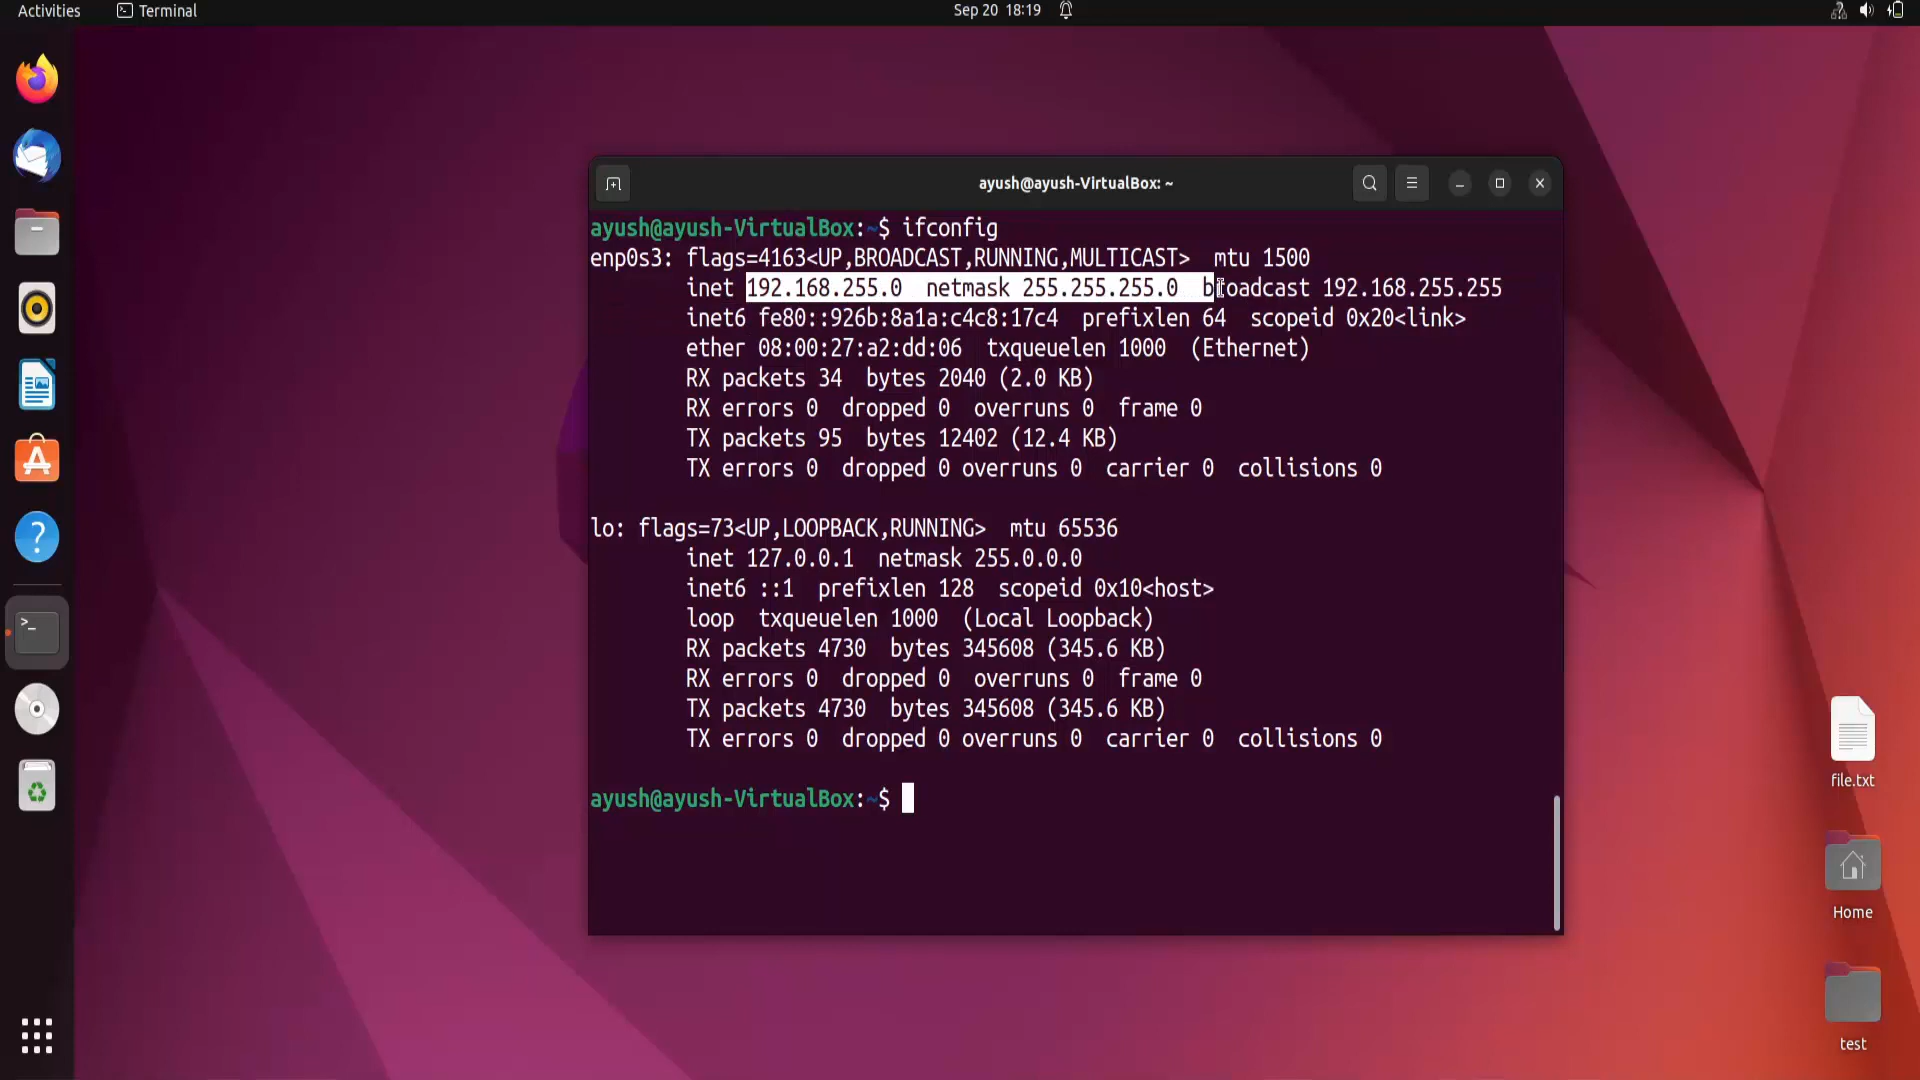 Activities Terminal Sep 20 18:19
ayush@ayush-VirtualBox: ~
ayush@ayush-VirtualBox:~$ ifconfig
enp0s3: flags=4163<UP,BROADCAST,RUNNING,MULTICAST>  mtu 1500
        inet 192.168.255.0  netmask 255.255.255.0  broadcast 192.168.255.255
        inet6 fe80::926b:8a1a:c4c8:17c4  prefixlen 64  scopeid 0x20<link>
        ether 08:00:27:a2:dd:06  txqueuelen 1000  (Ethernet)
        RX packets 34  bytes 2040 (2.0 KB)
        RX errors 0  dropped 0  overruns 0  frame 0
        TX packets 95  bytes 12402 (12.4 KB)
        TX errors 0  dropped 0 overruns 0  carrier 0  collisions 0
lo: flags=73<UP,LOOPBACK,RUNNING>  mtu 65536
        inet 127.0.0.1  netmask 255.0.0.0
        inet6 ::1  prefixlen 128  scopeid 0x10<host>
        loop  txqueuelen 1000  (Local Loopback)
        RX packets 4730  bytes 345608 (345.6 KB)
        RX errors 0  dropped 0  overruns 0  frame 0
        TX packets 4730  bytes 345608 (345.6 KB)
        TX errors 0  dropped 0 overruns 0  carrier 0  collisions 0
ayush@ayush-VirtualBox:~$
file.txt
Home
test